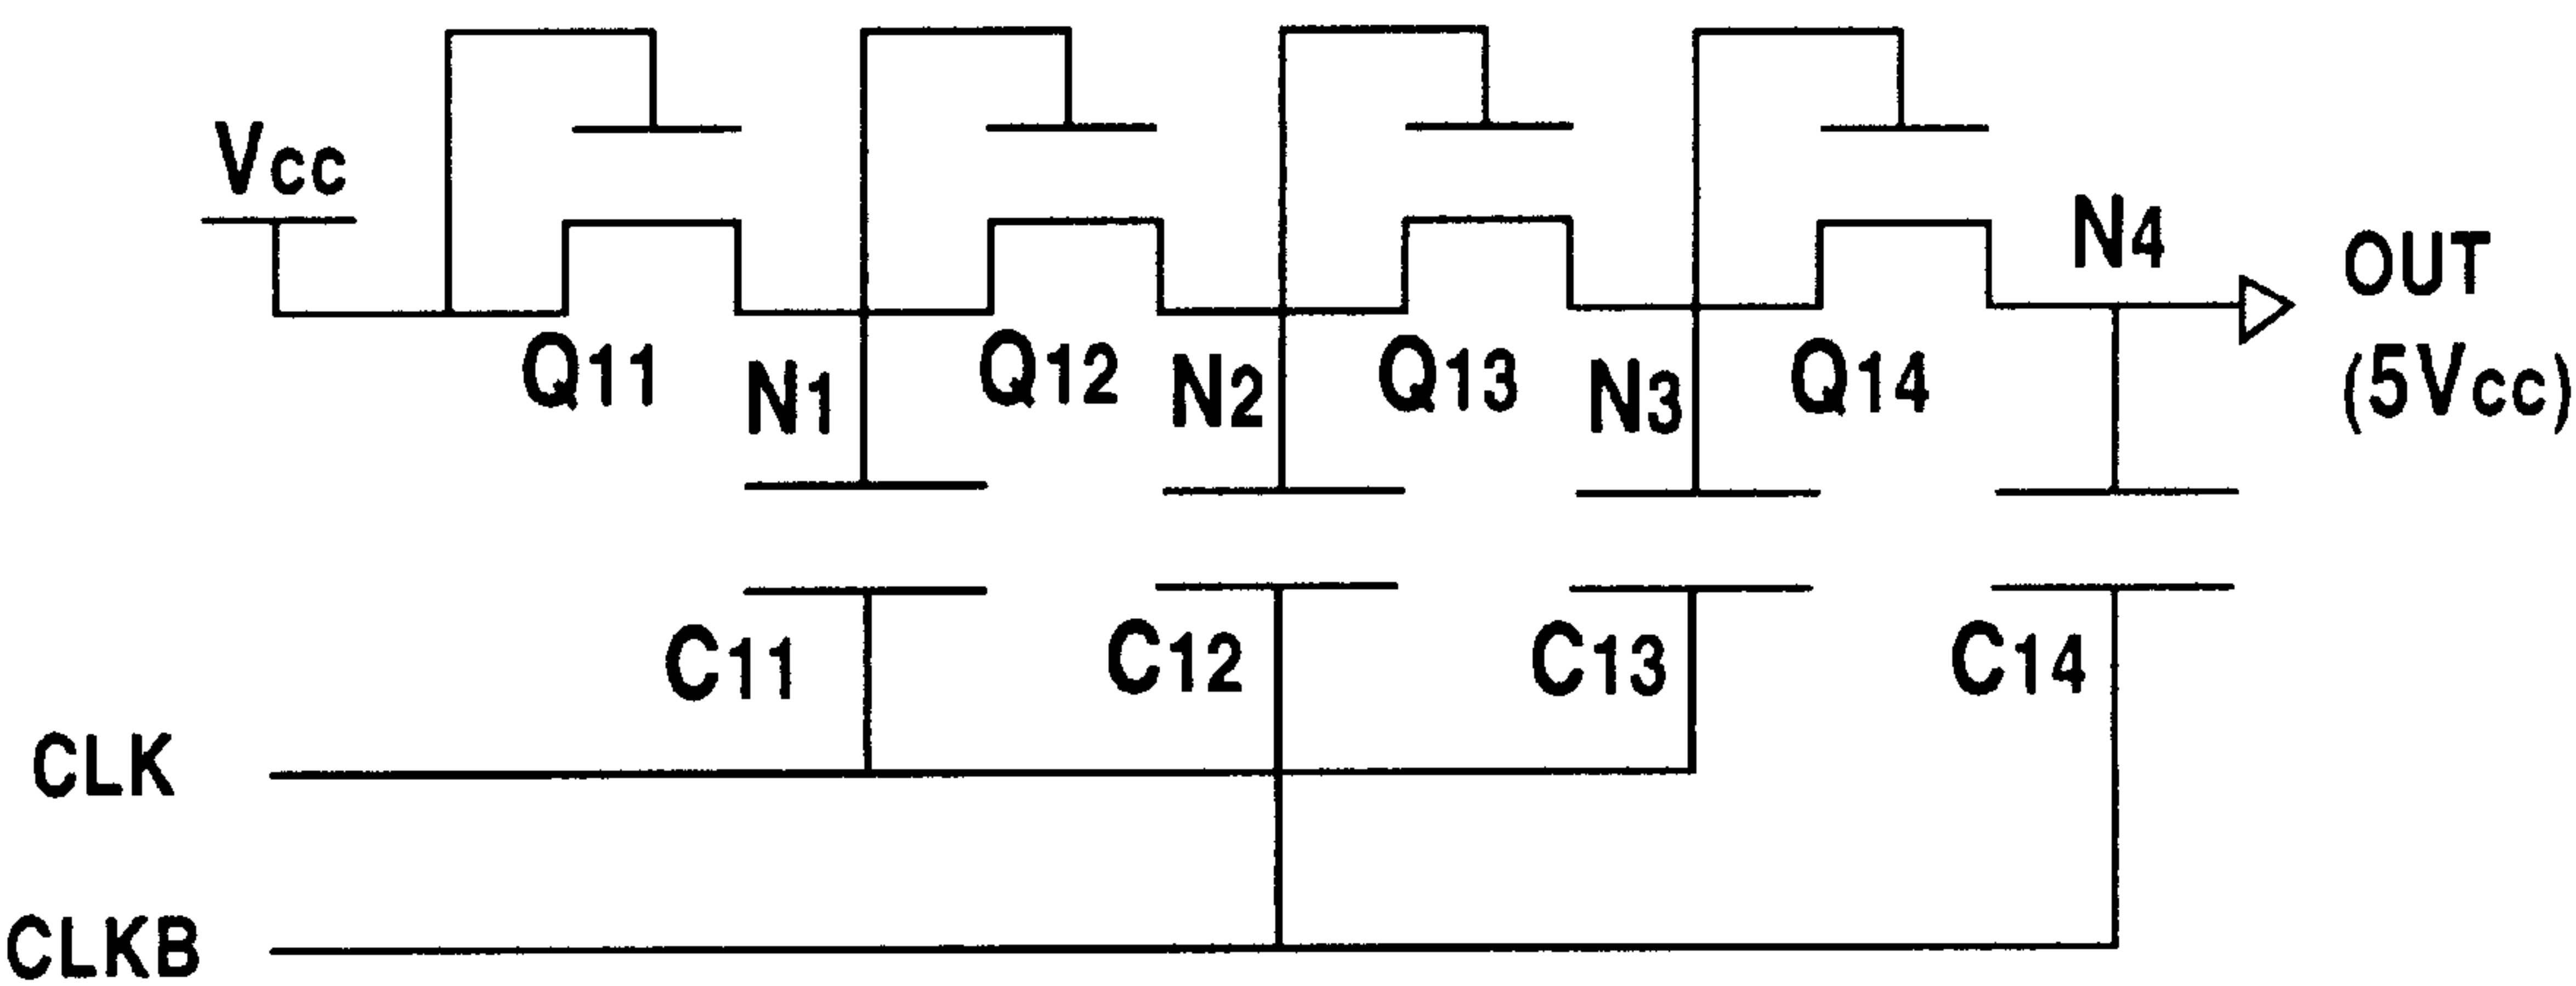 Vcc
N4
OUT
(5Vcc)
Q11
N1
Q12
N2
Q13
N3
Q14
C11
C12
C13
C14
CLK
CLKB